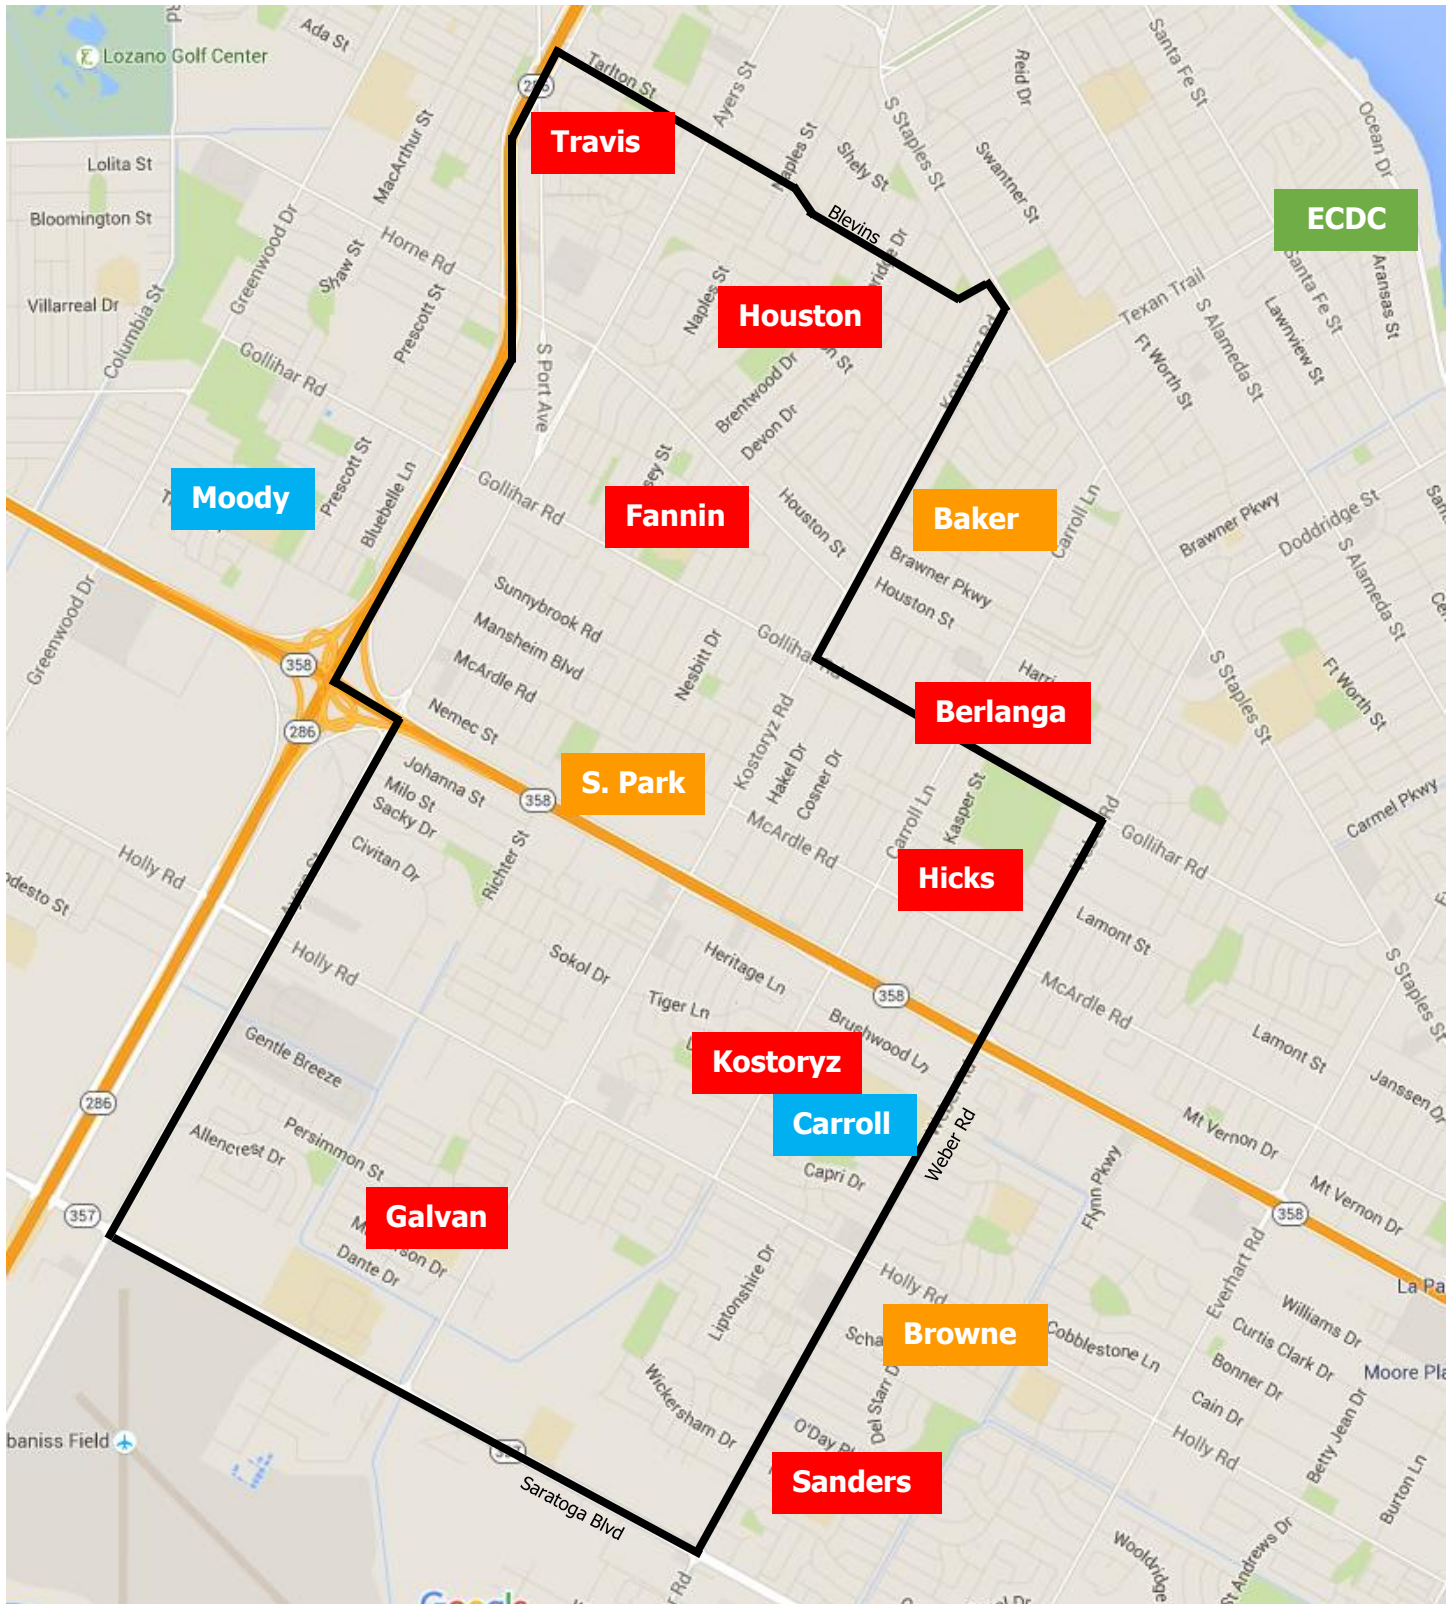 Ada St
Lozano Golf Center
286
Tarlton St
Ayers St
Reid Dr
Santa Fe St
Ocean Dr
S Staples St
MacArthur St
Travis
Naples St
Shely St
Swantner St
Lolita St
Bloomington St
Greenwood Dr
Horne Rd
Shaw St
Blevins
ECDC
Villarreal Dr
Columbia St
Prescott St
Naples St
Houston
Texan Trail
Santa Fe St
Aransas St
S Alameda St
Lawnview St
Gollihar Rd
S Port Ave
Brentwood Dr
Kostoryz Rd
Ft Worth St
Devon Dr
Moody
Prescott St
Bluebelle Ln
Gollihar Rd
Fannin
Houston St
Baker
Carroll Ln
Brawner Pkwy
Doddridge St
S Alameda St
Brawner Pkwy
Houston St
Greenwood Dr
Sunnybrook Rd
Mansheim Blvd
McArdle Rd
Nesbitt Dr
Gollihar Rd
358
S Staples St
Ft Worth St
Berlanga
286
Nemec St
Kostoryz Rd
Hakel Dr
Cosner Dr
S. Park
Johanna St
Milo St
Sacky Dr
358
McArdle Rd
Carroll Ln
Kasper St
Gollihar Rd
Carmel Pkwy
Holly Rd
Civitan Dr
Richter St
Hicks
Lamont St
Holly Rd
Sokol Dr
Heritage Ln
Tiger Ln
358
McArdle Rd
S Staples St
Brushwood Ln
Lamont St
Gentle Breeze
Kostoryz
Janssen Dr
286
Carroll
Weber Rd
Mt Vernon Dr
Persimmon St
Allencrest Dr
Capri Dr
Flynn Pkwy
Mt Vernon Dr
357
Galvan
358
Dante Dr
Liptonshire Dr
Holly Rd
Everhart Rd
La Pa
Browne
Cobblestone Ln
Williams Dr
Curtis Clark Dr
Bonner Dr
Moore Pla
Wickersham Dr
Del Starr D
Cain Dr
Betty Jean Dr
baniss Field
Holly Rd
Sanders
Burton Ln
Saratoga Blvd
St Andrews Dr
Wooldridge
Google